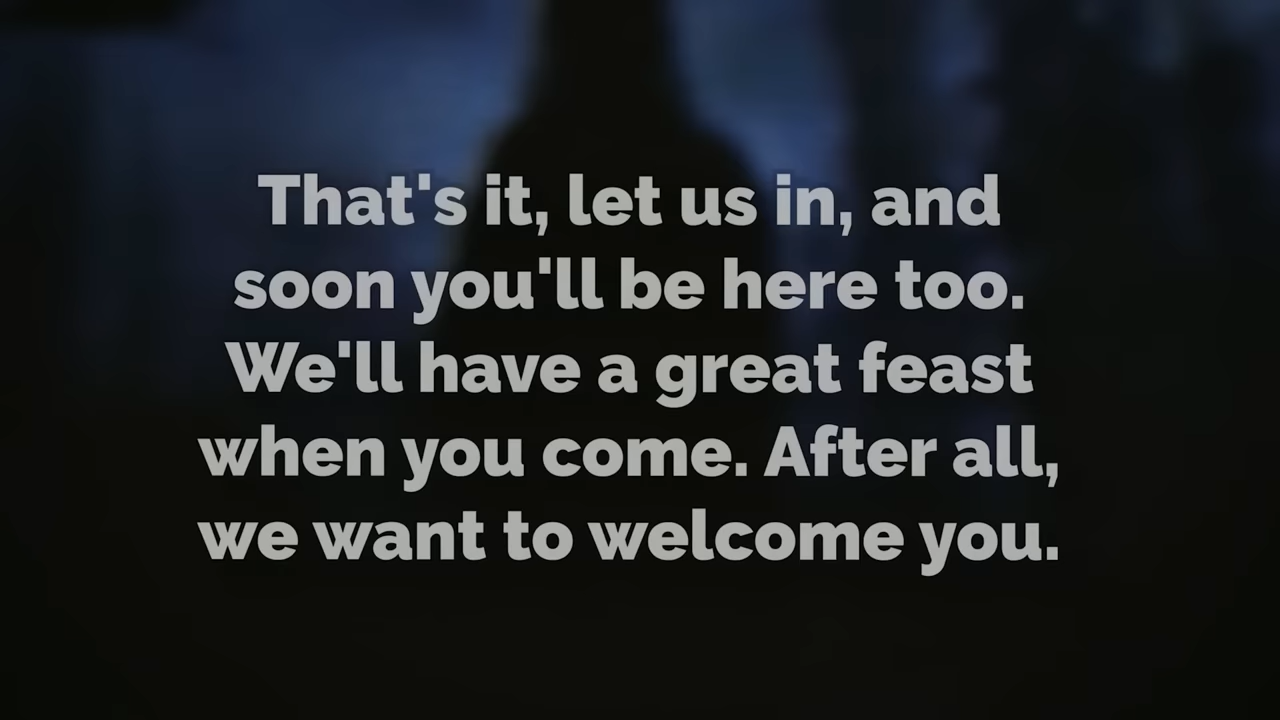 That's it, let us in, and
soon you'll be here too.
We'll have a great feast
when you come. After all,
we want to welcome you.